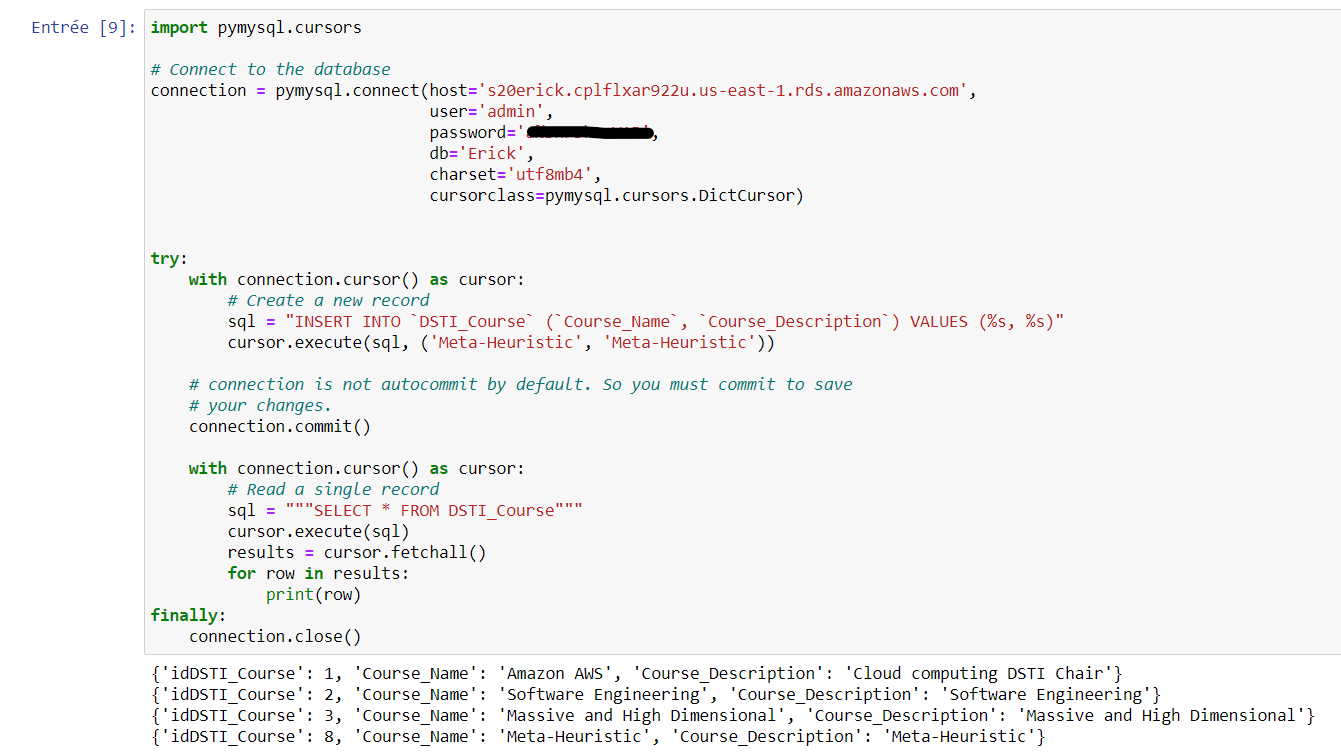 Entrée [9]: import pymysql.cursors
# Connect to the database
connection = pymysql.connect(host='s20erick.cplflxar922u.us-east-1.rds.amazonaws.com',
                             user='admin',
                             password='',
                             db='Erick',
                             charset='utf8mb4',
                             cursorclass=pymysql.cursors.DictCursor)
try:
    with connection.cursor() as cursor:
        # Create a new record
        sql = "INSERT INTO `DSTI_Course` (`Course_Name`, `Course_Description`) VALUES (%s, %s)"
        cursor.execute(sql, ('Meta-Heuristic', 'Meta-Heuristic'))
    # connection is not autocommit by default. So you must commit to save
    # your changes.
    connection.commit()
    with connection.cursor() as cursor:
        # Read a single record
        sql = """SELECT * FROM DSTI_Course"""
        cursor.execute(sql)
        results = cursor.fetchall()
        for row in results:
            print(row)
finally:
    connection.close()
{'idDSTI_Course': 1, 'Course_Name': 'Amazon AWS', 'Course_Description': 'Cloud computing DSTI Chair'}
{'idDSTI_Course': 2, 'Course_Name': 'Software Engineering', 'Course_Description': 'Software Engineering'}
{'idDSTI_Course': 3, 'Course_Name': 'Massive and High Dimensional', 'Course_Description': 'Massive and High Dimensional'}
{'idDSTI_Course': 8, 'Course_Name': 'Meta-Heuristic', 'Course_Description': 'Meta-Heuristic'}